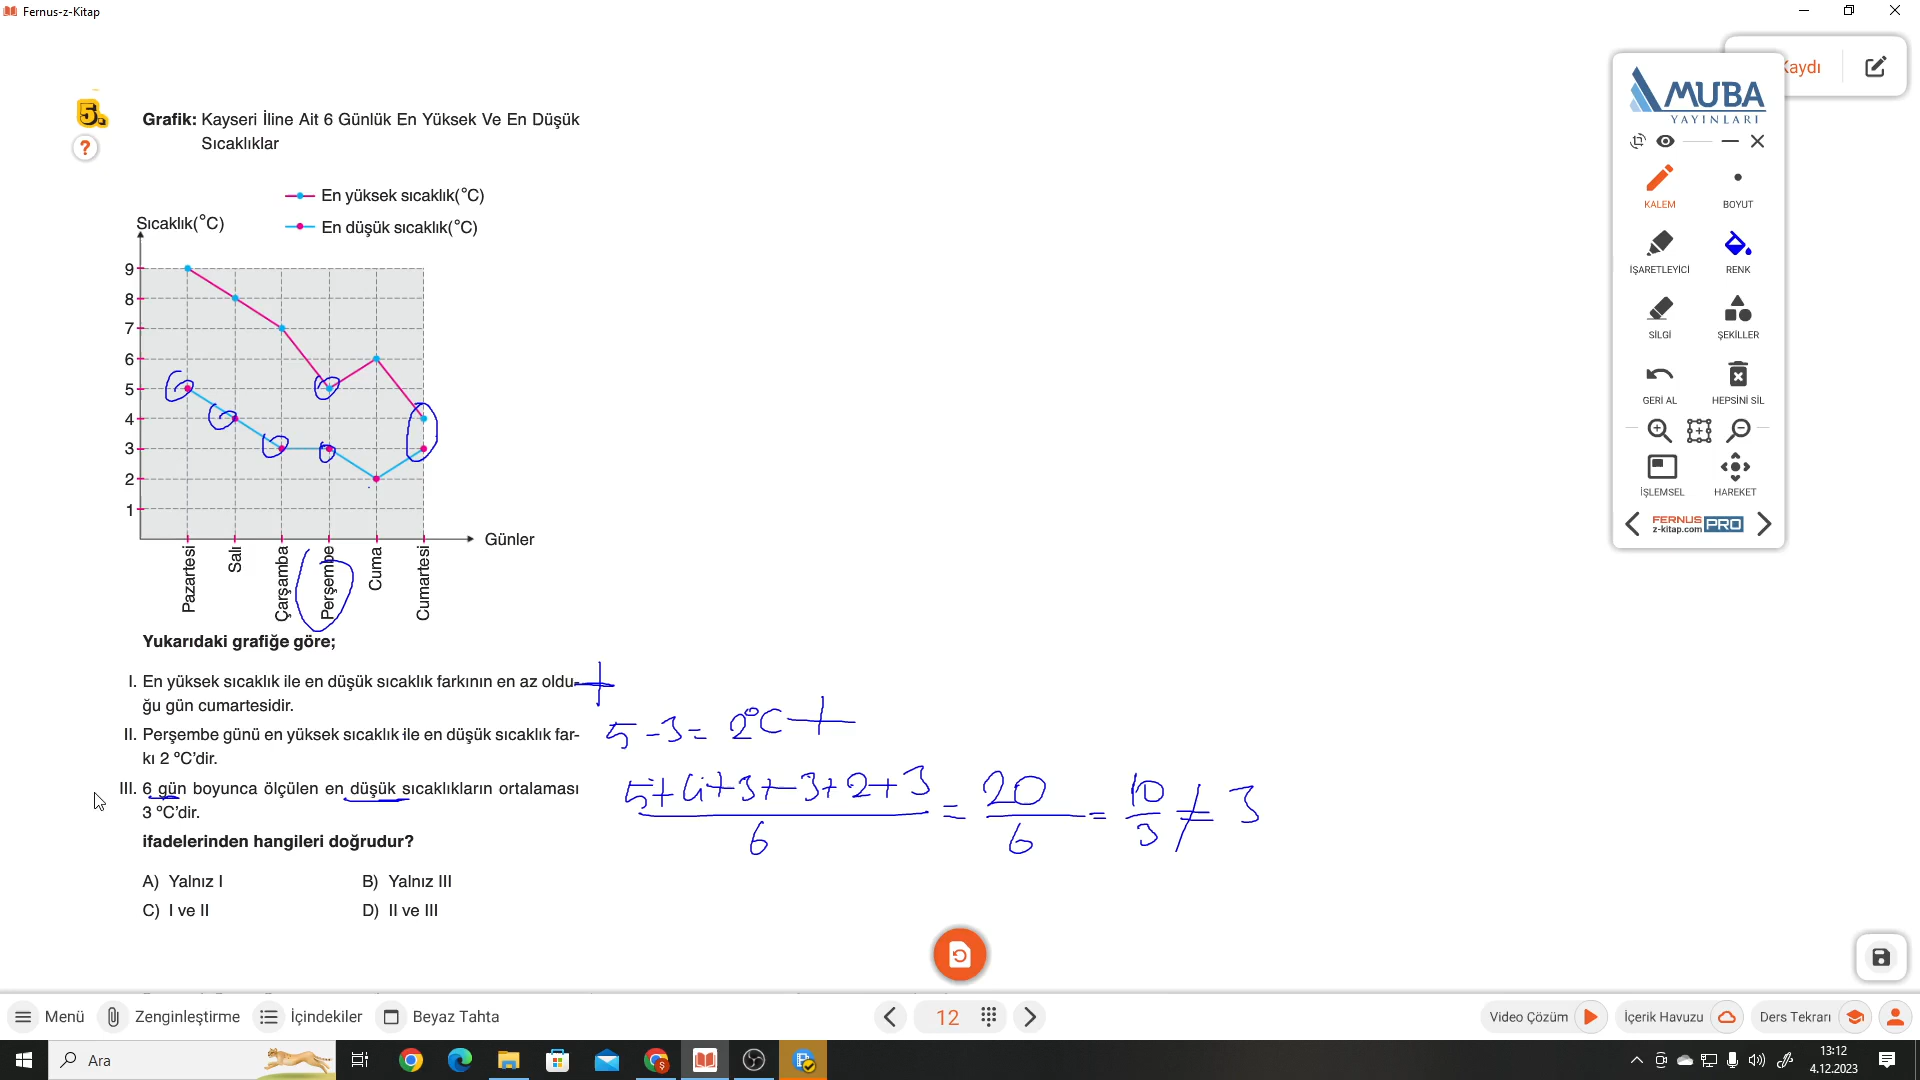 Fernus-z-Kitap
5.
?
Grafik: Kayseri İline Ait 6 Günlük En Yüksek Ve En Düşük
Sıcaklıklar
En yüksek sıcaklık(°C)
En düşük sıcaklık(°C)
Sıcaklık(°C)
9
8
7
6
5
4
3
2
1
Günler
Pazartesi
Salı
Çarşamba
Perşembe
Cuma
Cumartesi
Yukarıdaki grafiğe göre;
I. En yüksek sıcaklık ile en düşük sıcaklık farkının en az oldu-
ğu gün cumartesidir.
II. Perşembe günü en yüksek sıcaklık ile en düşük sıcaklık far-
kı 2 °C'dir.
III. 6 gün boyunca ölçülen en düşük sıcaklıkların ortalaması
3 °C'dir.
ifadelerinden hangileri doğrudur?
A) Yalnız I
B) Yalnız III
C) I ve II
D) II ve III
+
5-3= 2°C +
5+4+3+3+2+3
6
=
20
6
=
10
3
≠ 3
Kaydı
MUBA
YAYINLARI
KALEM
BOYUT
İŞARETLEYİCİ
RENK
SİLGİ
ŞEKİLLER
GERİ AL
HEPSİNİ SİL
İŞLEMSEL
HAREKET
FERNUS
z-kitap.com PRO
Menü
Zenginleştirme
İçindekiler
Beyaz Tahta
12
Video Çözüm
İçerik Havuzu
Ders Tekrarı
Ara
13:12
4.12.2023